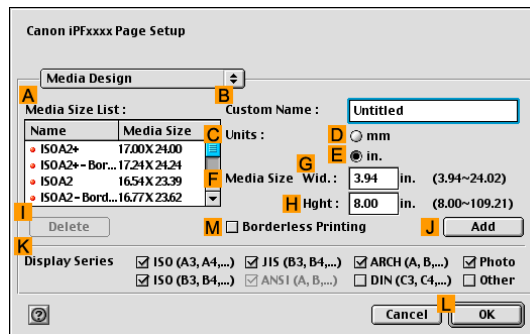 Canon iPFxxxx Page Setup
Media Design
A
B
Media Size List :
Custom Name :
Untitled
Name
Media Size
C
Units :
D
mm
E
in.
ISOA2+
17.00X24.00
ISOA2+-Bor...
17.24X24.24
ISOA2
16.54X23.39
ISOA2-Bord...
16.77X23.62
G
F
Media Size
Wid. :
3.94
in.
(3.94~24.02)
H
Hght :
8.00
in.
(8.00~109.21)
I
Delete
M
Borderless Printing
J
Add
K
Display Series
ISO (A3, A4,...)
JIS (B3, B4,...)
ARCH (A, B,...)
Photo
ISO (B3, B4,...)
ANSI (A, B,...)
DIN (C3, C4,...)
Other
?
Cancel
L
OK